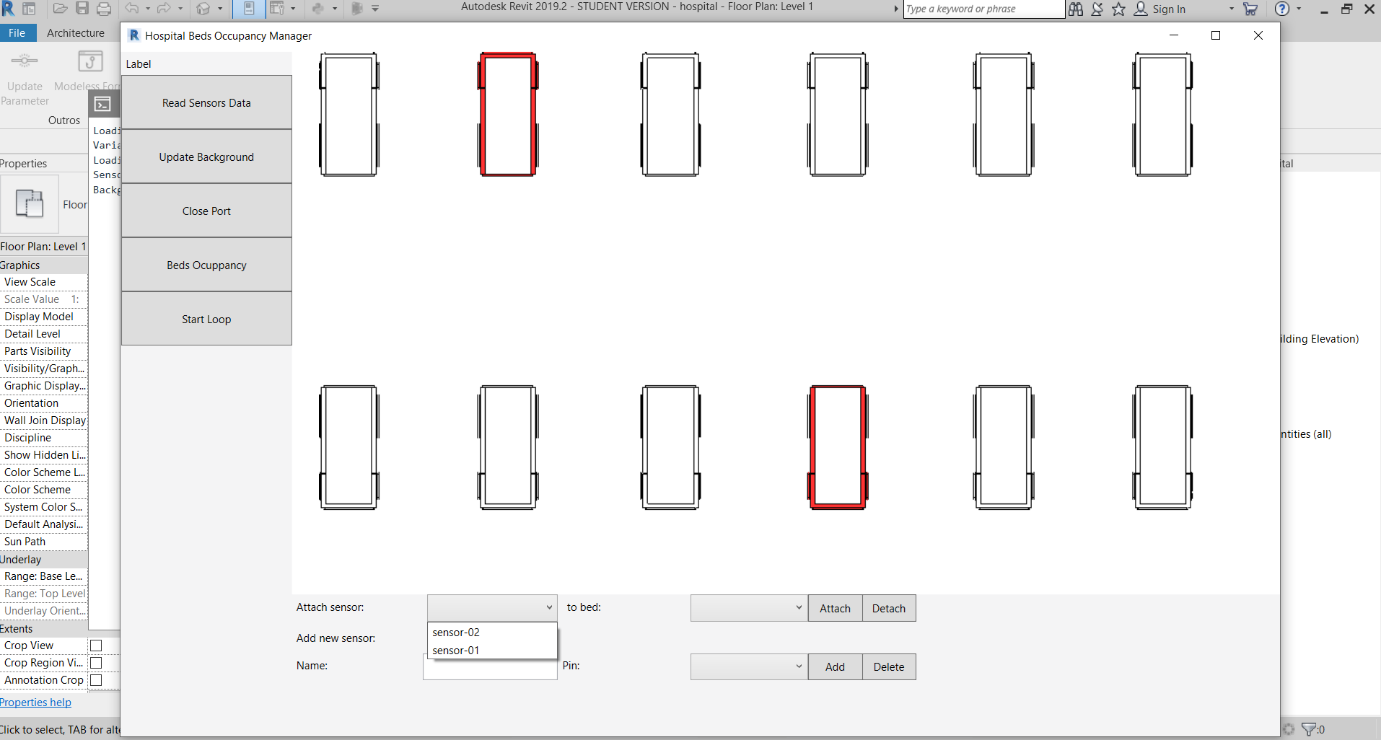 Autodesk Revit 2019.2 - STUDENT VERSION - hospital - Floor Plan: Level 1
Type a keyword or phrase
Sign In
File
Architecture
Update
Parameter
Modeless For
Outros
Properties
Floor
Floor Plan: Level 1
Graphics
View Scale
Scale Value 1:
Display Model
Detail Level
Parts Visibility
Visibility/Graph...
Graphic Display...
Orientation
Wall Join Display
Discipline
Show Hidden Li...
Color Scheme L...
Color Scheme
System Color S...
Default Analysi...
Sun Path
Underlay
Range: Base Le...
Range: Top Level
Underlay Orient...
Extents
Crop View
Crop Region Vi...
Annotation Crop
Properties help
Click to select, TAB for alte
Loadi
Varia
Loadi
Senso
Backg
Hospital Beds Occupancy Manager
Label
Read Sensors Data
Update Background
Close Port
Beds Ocuppancy
Start Loop
Attach sensor:
to bed:
Attach
Detach
sensor-02
sensor-01
Add new sensor:
Name:
Pin:
Add
Delete
ital
ilding Elevation)
ntities (all)
:0